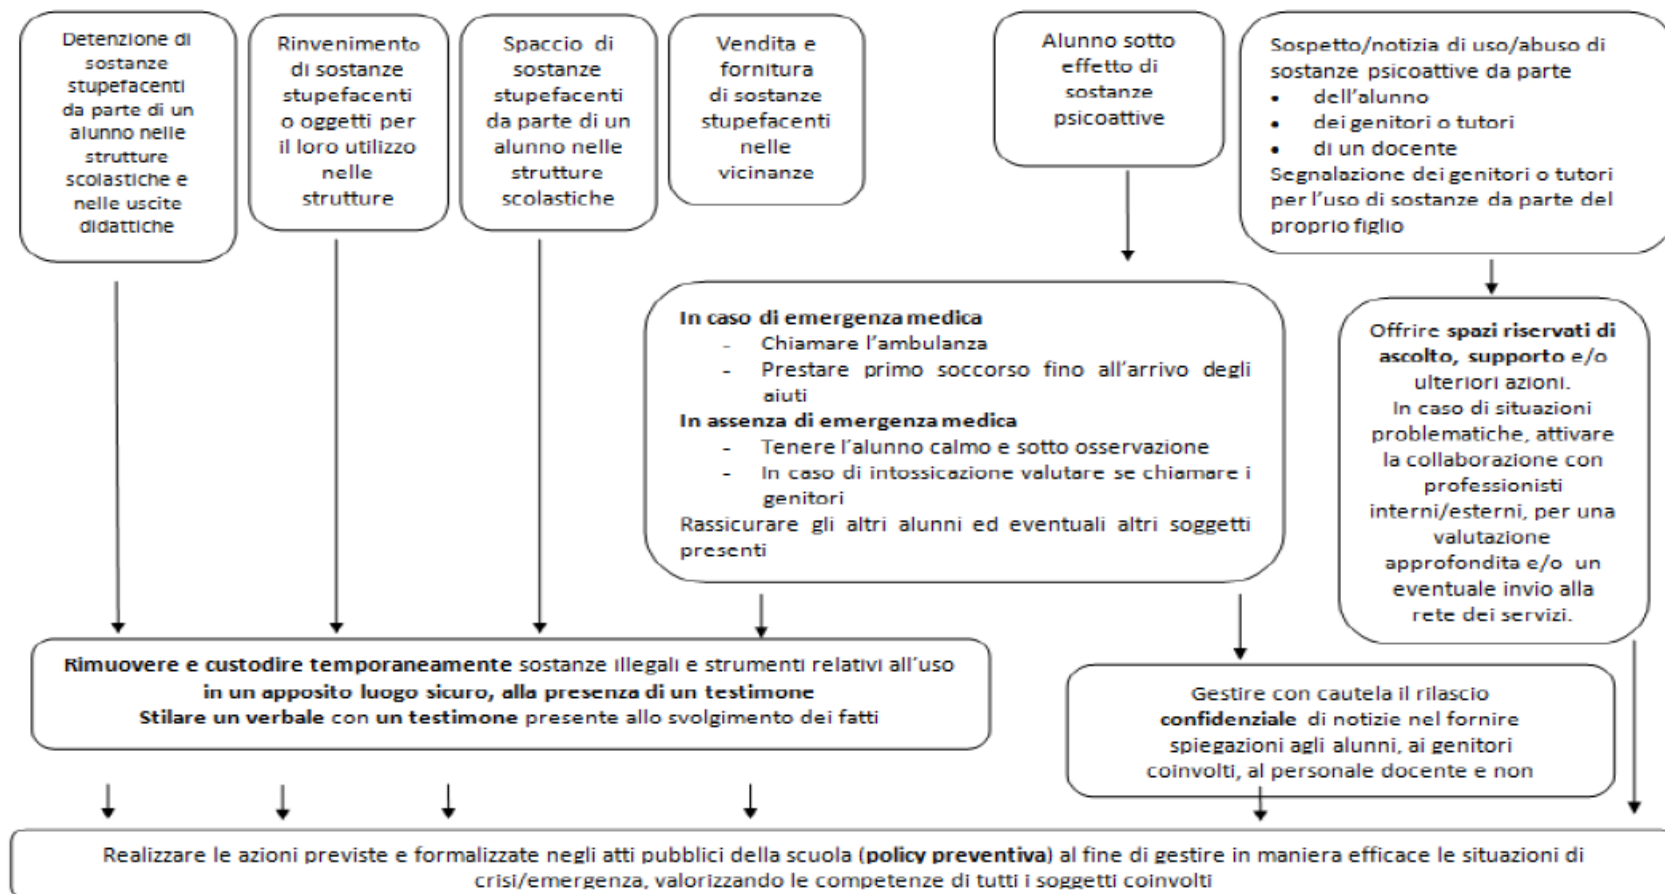 Detenzione di
sostanze
stupefacenti
da parte di un
alunno nelle
strutture
scolastiche e
nelle uscite
didattiche
Rinvenimento
di sostanze
stupefacenti
o oggetti per
il loro utilizzo
nelle
strutture
Spaccio di
sostanze
stupefacenti
da parte di un
alunno nelle
strutture
scolastiche
Vendita e
fornitura
di sostanze
stupefacenti
nelle
vicinanze
Alunno sotto
effetto di
sostanze
psicoattive
Sospetto/notizia di uso/abuso di
sostanze psicoattive da parte
• dell'alunno
• dei genitori o tutori
• di un docente
Segnalazione dei genitori o tutori
per l'uso di sostanze da parte del
proprio figlio
In caso di emergenza medica
- Chiamare l'ambulanza
- Prestare primo soccorso fino all'arrivo degli
aiuti
In assenza di emergenza medica
- Tenere l'alunno calmo e sotto osservazione
- In caso di intossicazione valutare se chiamare i
genitori
Rassicurare gli altri alunni ed eventuali altri soggetti
presenti
Offrire spazi riservati di
ascolto, supporto e/o
ulteriori azioni.
In caso di situazioni
problematiche, attivare
la collaborazione con
professionisti
interni/esterni, per una
valutazione
approfondita e/o un
eventuale invio alla
rete dei servizi.
Rimuovere e custodire temporaneamente sostanze illegali e strumenti relativi all'uso
in un apposito luogo sicuro, alla presenza di un testimone
Stilare un verbale con un testimone presente allo svolgimento dei fatti
Gestire con cautela il rilascio
confidenziale di notizie nel fornire
spiegazioni agli alunni, ai genitori
coinvolti, al personale docente e non
Realizzare le azioni previste e formalizzate negli atti pubblici della scuola (policy preventiva) al fine di gestire in maniera efficace le situazioni di
crisi/emergenza, valorizzando le competenze di tutti i soggetti coinvolti